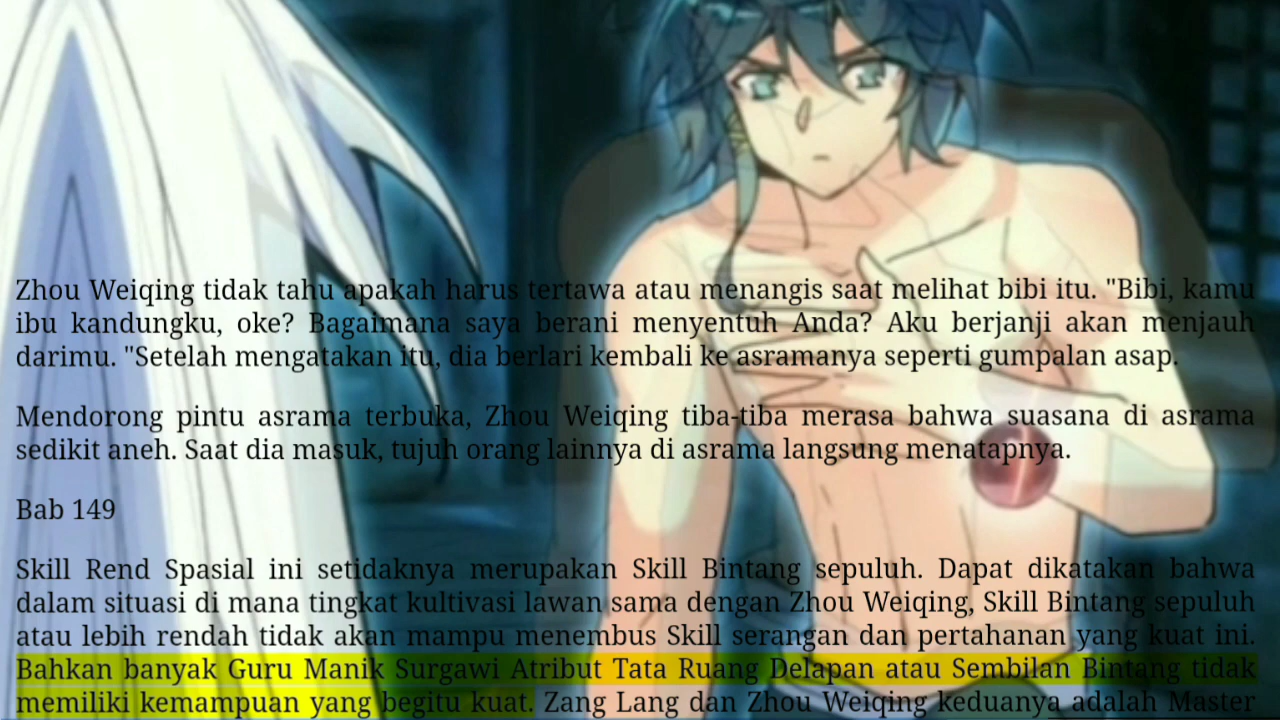 Zhou Weiqing tidak tahu apakah harus tertawa atau menangis saat melihat bibi itu. "Bibi, kamu
ibu kandungku, oke? Bagaimana saya berani menyentuh Anda? Aku berjanji akan menjauh
darimu. "Setelah mengatakan itu, dia berlari kembali ke asramanya seperti gumpalan asap.
Mendorong pintu asrama terbuka, Zhou Weiqing tiba-tiba merasa bahwa suasana di asrama
sedikit aneh. Saat dia masuk, tujuh orang lainnya di asrama langsung menatapnya.
Bab 149
Skill Rend Spasial ini setidaknya merupakan Skill Bintang sepuluh. Dapat dikatakan bahwa
dalam situasi di mana tingkat kultivasi lawan sama dengan Zhou Weiqing, Skill Bintang sepuluh
atau lebih rendah tidak akan mampu menembus Skill serangan dan pertahanan yang kuat ini.
Bahkan banyak Guru Manik Surgawi Atribut Tata Ruang Delapan atau Sembilan Bintang tidak
memiliki kemampuan yang begitu kuat. Zang Lang dan Zhou Weiqing keduanya adalah Master